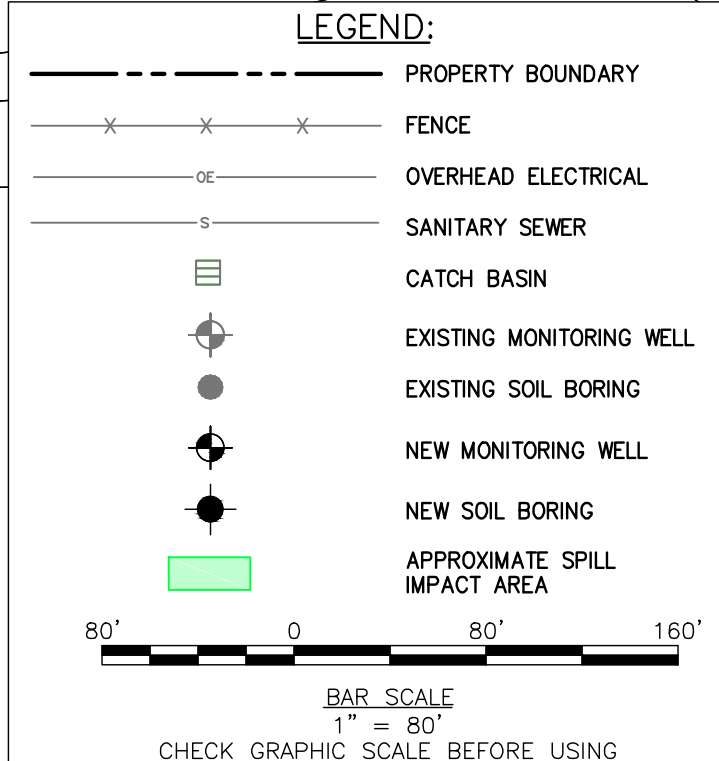 LEGEND:
PROPERTY BOUNDARY
X X X FENCE
OE OVERHEAD ELECTRICAL
S SANITARY SEWER
CATCH BASIN
EXISTING MONITORING WELL
EXISTING SOIL BORING
NEW MONITORING WELL
NEW SOIL BORING
APPROXIMATE SPILL
IMPACT AREA
80' 0 80' 160'
BAR SCALE
1" = 80'
CHECK GRAPHIC SCALE BEFORE USING